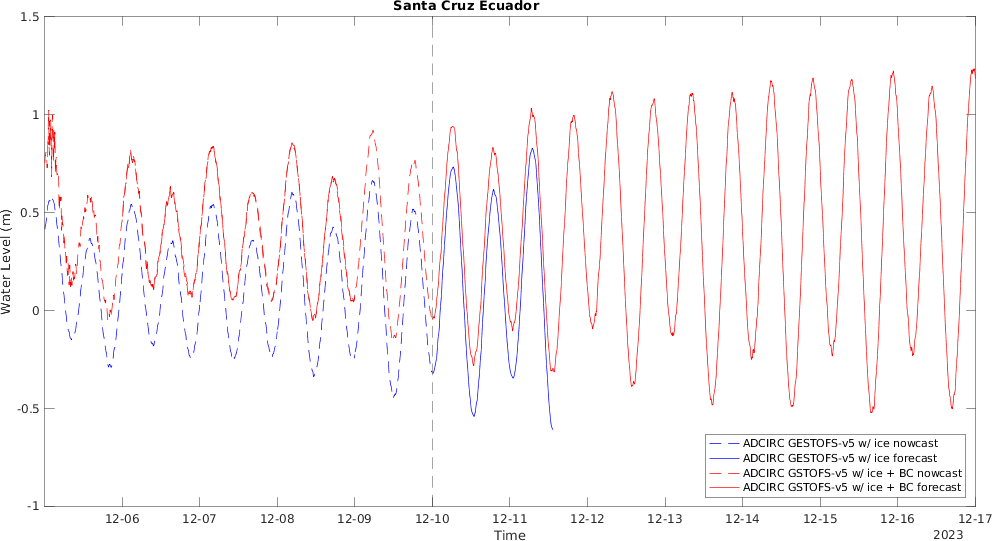 Santa Cruz Ecuador
1.5
1
0.5
0
-0.5
-1
Water Level (m)
12-06
12-07
12-08
12-09
12-10
12-11
12-12
12-13
12-14
12-15
12-16
12-17
Time
2023
ADCIRC GESTOFS-v5 w/ ice nowcast
ADCIRC GESTOFS-v5 w/ ice forecast
ADCIRC GSTOFS-v5 w/ ice + BC nowcast
ADCIRC GSTOFS-v5 w/ ice + BC forecast